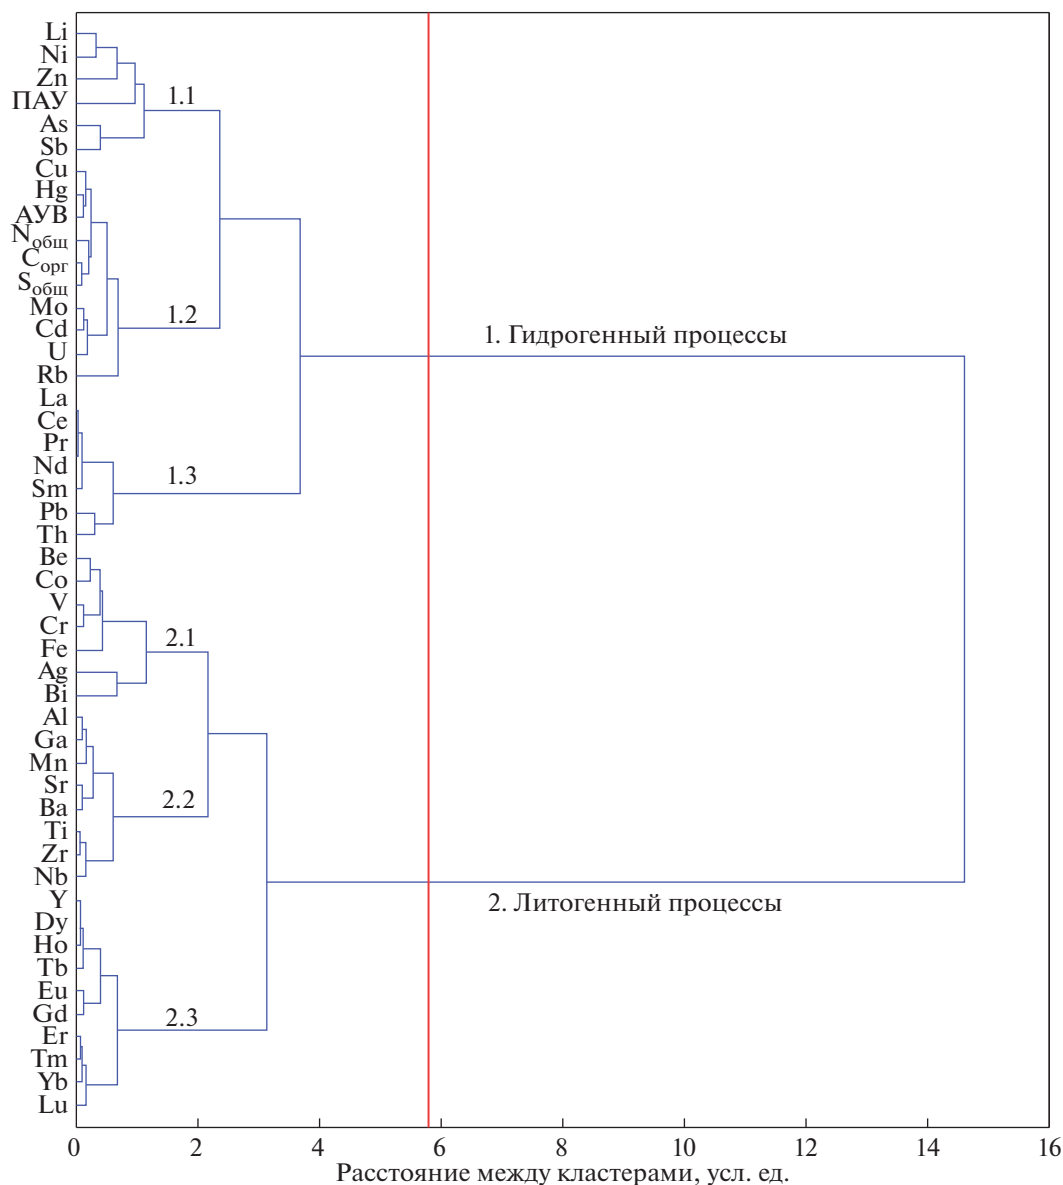 Li
Ni
Zn
ПАУ
As
Sb
Cu
Hg
АУВ
Nобщ
Cорг
Sобщ
Mo
Cd
U
Rb
La
Ce
Pr
Nd
Sm
Pb
Th
Be
Co
V
Cr
Fe
Ag
Bi
Al
Ga
Mn
Sr
Ba
Ti
Zr
Nb
Y
Dy
Ho
Tb
Eu
Gd
Er
Tm
Yb
Lu
1.1
1.2
1. Гидрогенный процессы
1.3
2.1
2.2
2. Литогенный процессы
2.3
0 2 4 6 8 10 12 14 16
Расстояние между кластерами, усл. ед.